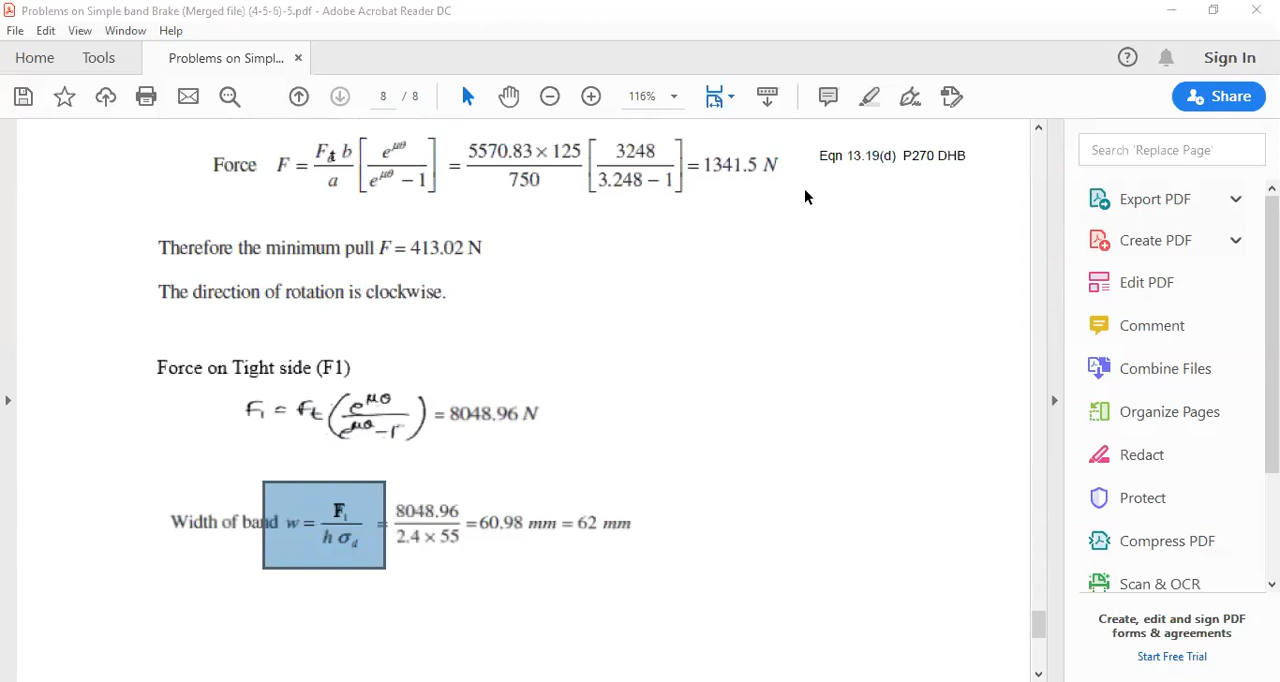 Problems on Simple band Brake (Merged file) (4-5-6)-5.pdf - Adobe Acrobat Reader DC
File Edit View Window Help
Home Tools Problems on Simpl... × Sign In
8 / 8 116% Share
Force F = F_t b / a [ e^μθ / e^μθ − 1 ] = 5570.83 × 125 / 750 [ 3248 / 3.248 − 1 ] = 1341.5 N Eqn 13.19(d) P270 DHB
Therefore the minimum pull F = 413.02 N
The direction of rotation is clockwise.
Force on Tight side (F1)
F₁ = F_t ( e^μθ / e^μθ − 1 ) = 8048.96 N
Width of band w = F₁ / h σ_d = 8048.96 / 2.4 × 55 = 60.98 mm = 62 mm
Search 'Replace Page'
Export PDF
Create PDF
Edit PDF
Comment
Combine Files
Organize Pages
Redact
Protect
Compress PDF
Scan & OCR
Create, edit and sign PDF
forms & agreements
Start Free Trial